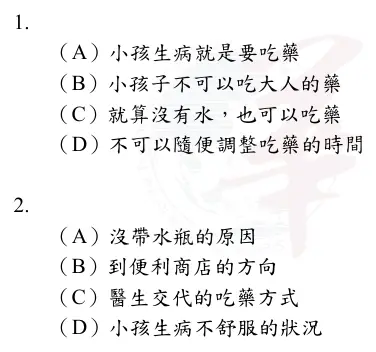 1.
（A）小孩生病就是要吃藥
（B）小孩子不可以吃大人的藥
（C）就算沒有水，也可以吃藥
（D）不可以隨便調整吃藥的時間
2.
（A）沒帶水瓶的原因
（B）到便利商店的方向
（C）醫生交代的吃藥方式
（D）小孩生病不舒服的狀況